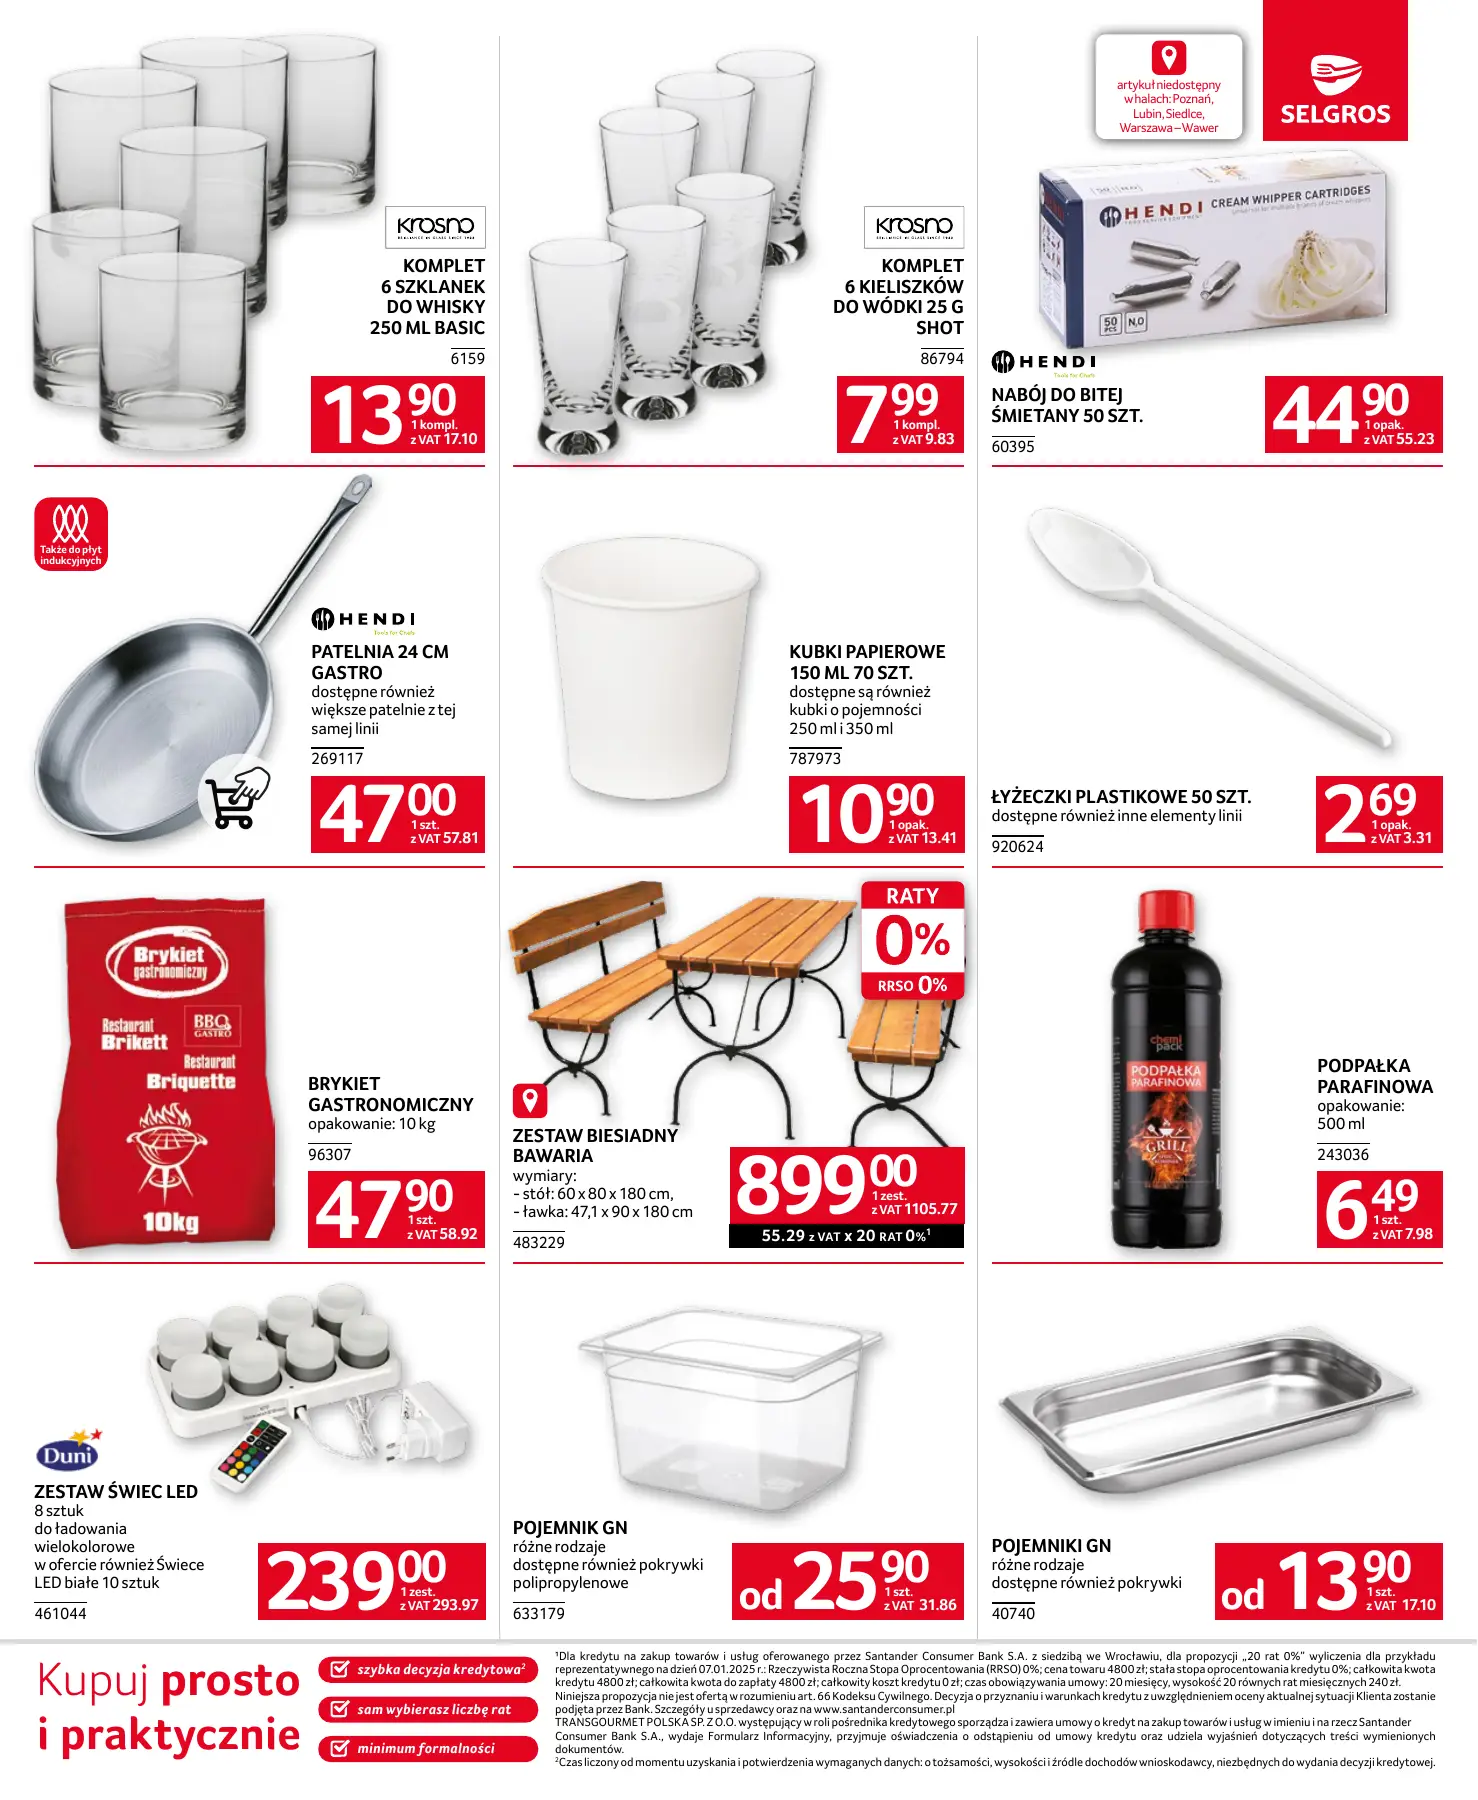 artykuł niedostępny
w halach: Poznań,
Lubin, Siedlce,
Warszawa – Wawer
SELGROS
KROSNO
KOMPLET
6 SZKLANEK
DO WHISKY
250 ML BASIC
6159
13 90
1 kompl.
z VAT 17.10
KROSNO
KOMPLET
6 KIELISZKÓW
DO WÓDKI 25 G
SHOT
86794
7 99
1 kompl.
z VAT 9.83
HENDI CREAM WHIPPER CARTRIDGES
50 PCS N₂O
HENDI
Tools for Chefs
NABÓJ DO BITEJ
ŚMIETANY 50 SZT.
60395
44 90
1 opak.
z VAT 55.23
Także do płyt
indukcyjnych
HENDI
Tools for Chefs
PATELNIA 24 CM
GASTRO
dostępne również
większe patelnie z tej
samej linii
269117
47 00
1 szt.
z VAT 57.81
KUBKI PAPIEROWE
150 ML 70 SZT.
dostępne są również
kubki o pojemności
250 ml i 350 ml
787973
10 90
1 opak.
z VAT 13.41
ŁYŻECZKI PLASTIKOWE 50 SZT.
dostępne również inne elementy linii
920624
2 69
1 opak.
z VAT 3.31
Brykiet
gastronomiczny
Restaurant
Brikett
BBQ
GASTRO
Restaurant
Briquette
10kg
BRYKIET
GASTRONOMICZNY
opakowanie: 10 kg
96307
47 90
1 szt.
z VAT 58.92
RATY
0%
RRSO 0%
ZESTAW BIESIADNY
BAWARIA
wymiary:
- stół: 60 x 80 x 180 cm,
- ławka: 47,1 x 90 x 180 cm
483229
899 00
1 zest.
z VAT 1105.77
55.29 z VAT x 20 RAT 0%¹
chemi
pack
PODPAŁKA
PARAFINOWA
GRILL
PODPAŁKA
PARAFINOWA
opakowanie:
500 ml
243036
6 49
1 szt.
z VAT 7.98
Duni
ZESTAW ŚWIEC LED
8 sztuk
do ładowania
wielokolorowe
w ofercie również Świece
LED białe 10 sztuk
461044
239 00
1 zest.
z VAT 293.97
POJEMNIK GN
różne rodzaje
dostępne również pokrywki
polipropylenowe
633179
od 25 90
1 szt.
z VAT 31.86
POJEMNIKI GN
różne rodzaje
dostępne również pokrywki
40740
od 13 90
1 szt.
z VAT 17.10
Kupuj prosto
i praktycznie
szybka decyzja kredytowa²
sam wybierasz liczbę rat
minimum formalności
¹Dla kredytu na zakup towarów i usług oferowanego przez Santander Consumer Bank S.A. z siedzibą we Wrocławiu, dla propozycji „20 rat 0%” wyliczenia dla przykładu
reprezentatywnego na dzień 07.01.2025 r.: Rzeczywista Roczna Stopa Oprocentowania (RRSO) 0%; cena towaru 4800 zł; stała stopa oprocentowania kredytu 0%; całkowita kwota
kredytu 4800 zł; całkowita kwota do zapłaty 4800 zł; całkowity koszt kredytu 0 zł; czas obowiązywania umowy: 20 miesięcy, wysokość 20 równych rat miesięcznych 240 zł.
Niniejsza propozycja nie jest ofertą w rozumieniu art. 66 Kodeksu Cywilnego. Decyzja o przyznaniu i warunkach kredytu z uwzględnieniem oceny aktualnej sytuacji Klienta zostanie
podjęta przez Bank. Szczegóły u sprzedawcy oraz na www.santanderconsumer.pl
TRANSGOURMET POLSKA SP. Z O.O. występujący w roli pośrednika kredytowego sporządza i zawiera umowy o kredyt na zakup towarów i usług w imieniu i na rzecz Santander
Consumer Bank S.A., wydaje Formularz Informacyjny, przyjmuje oświadczenia o odstąpieniu od umowy kredytu oraz udziela wyjaśnień dotyczących treści wymienionych
dokumentów.
²Czas liczony od momentu uzyskania i potwierdzenia wymaganych danych: o tożsamości, wysokości i źródle dochodów wnioskodawcy, niezbędnych do wydania decyzji kredytowej.